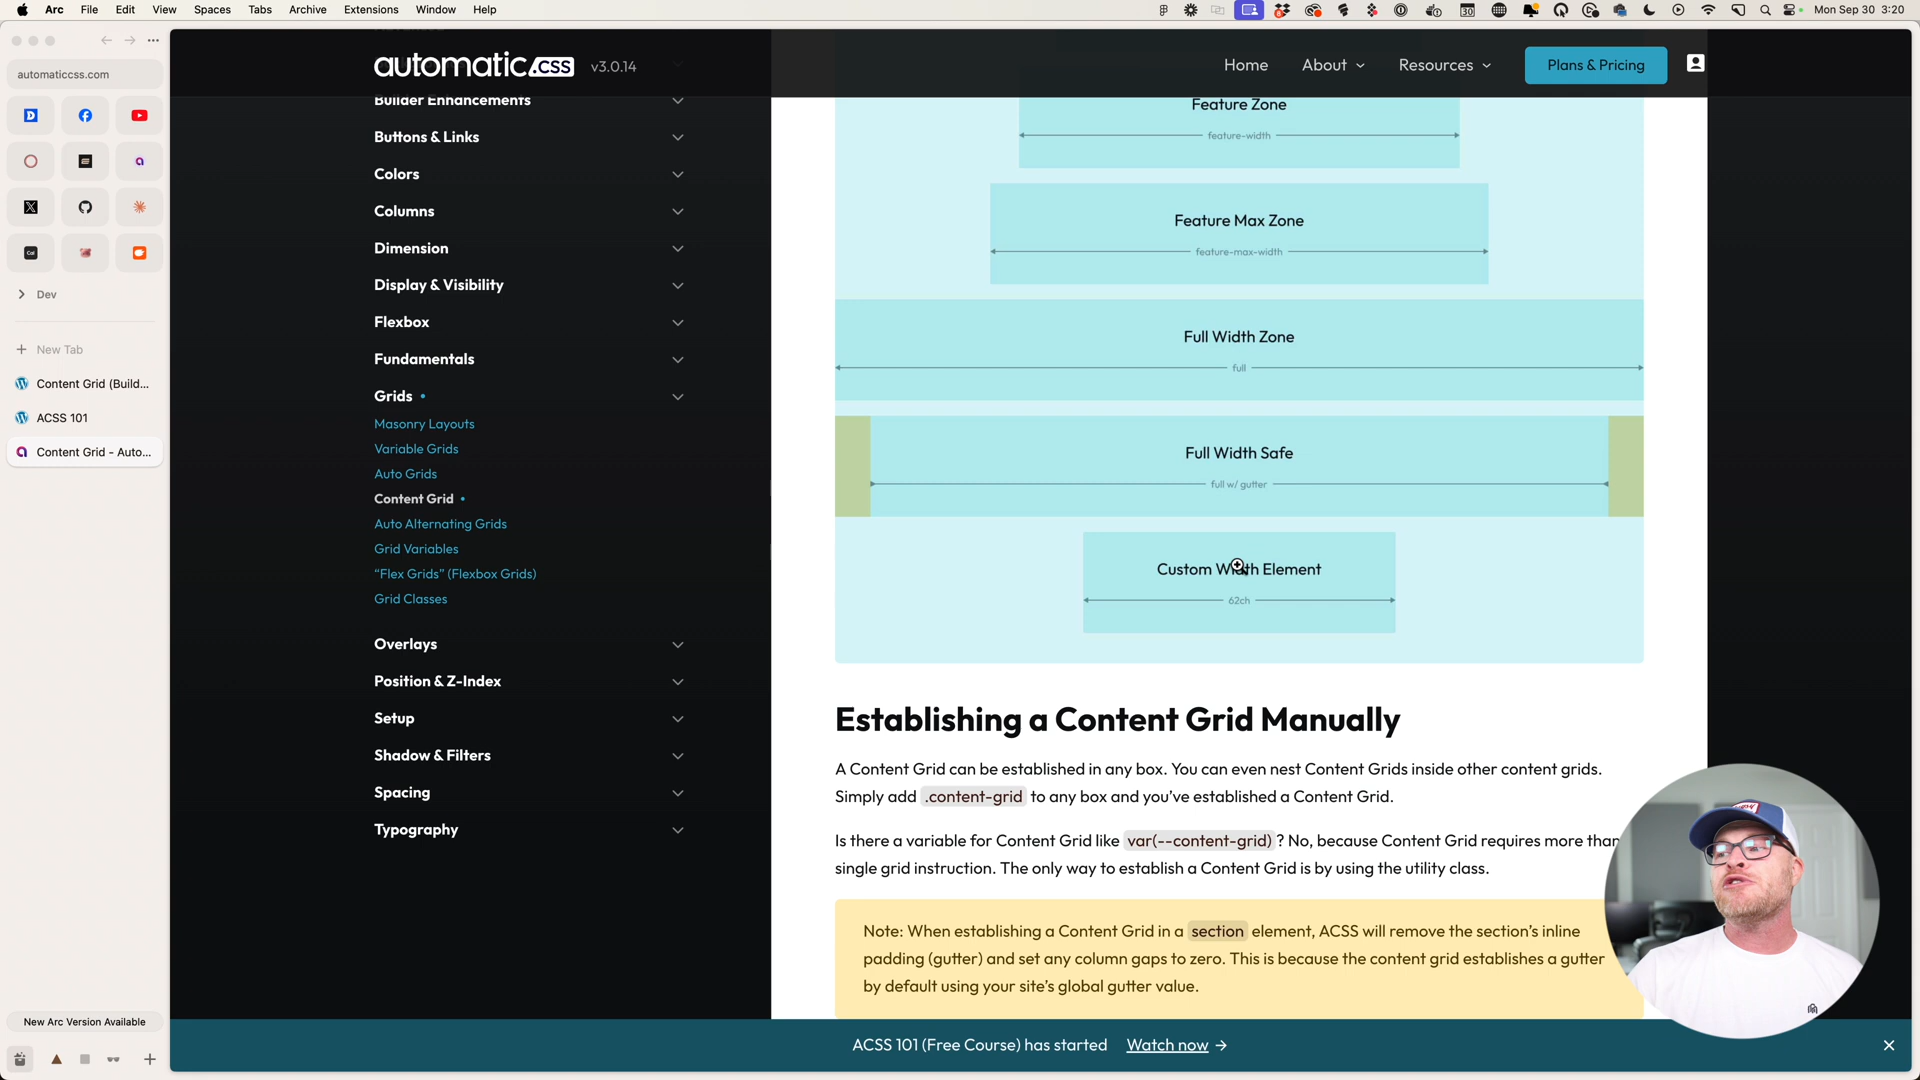 Arc File Edit View Spaces Tabs Archive Extensions Window Help
30
Mon Sep 30 3:20
automaticcss.com
Dev
New Tab
Content Grid (Build...
ACSS 101
Content Grid – Auto...
New Arc Version Available
automatic.css v3.0.14
Home About Resources Plans & Pricing
Builder Enhancements
Buttons & Links
Colors
Columns
Dimension
Display & Visibility
Flexbox
Fundamentals
Grids
Masonry Layouts
Variable Grids
Auto Grids
Content Grid
Auto Alternating Grids
Grid Variables
“Flex Grids” (Flexbox Grids)
Grid Classes
Overlays
Position & Z-Index
Setup
Shadow & Filters
Spacing
Typography
Feature Zone
feature-width
Feature Max Zone
feature-max-width
Full Width Zone
full
Full Width Safe
full w/ gutter
Custom Width Element
62ch
Establishing a Content Grid Manually
A Content Grid can be established in any box. You can even nest Content Grids inside other content grids.
Simply add .content-grid to any box and you’ve established a Content Grid.
Is there a variable for Content Grid like var(--content-grid)? No, because Content Grid requires more than
single grid instruction. The only way to establish a Content Grid is by using the utility class.
Note: When establishing a Content Grid in a section element, ACSS will remove the section’s inline
padding (gutter) and set any column gaps to zero. This is because the content grid establishes a gutter
by default using your site’s global gutter value.
ACSS 101 (Free Course) has started Watch now →